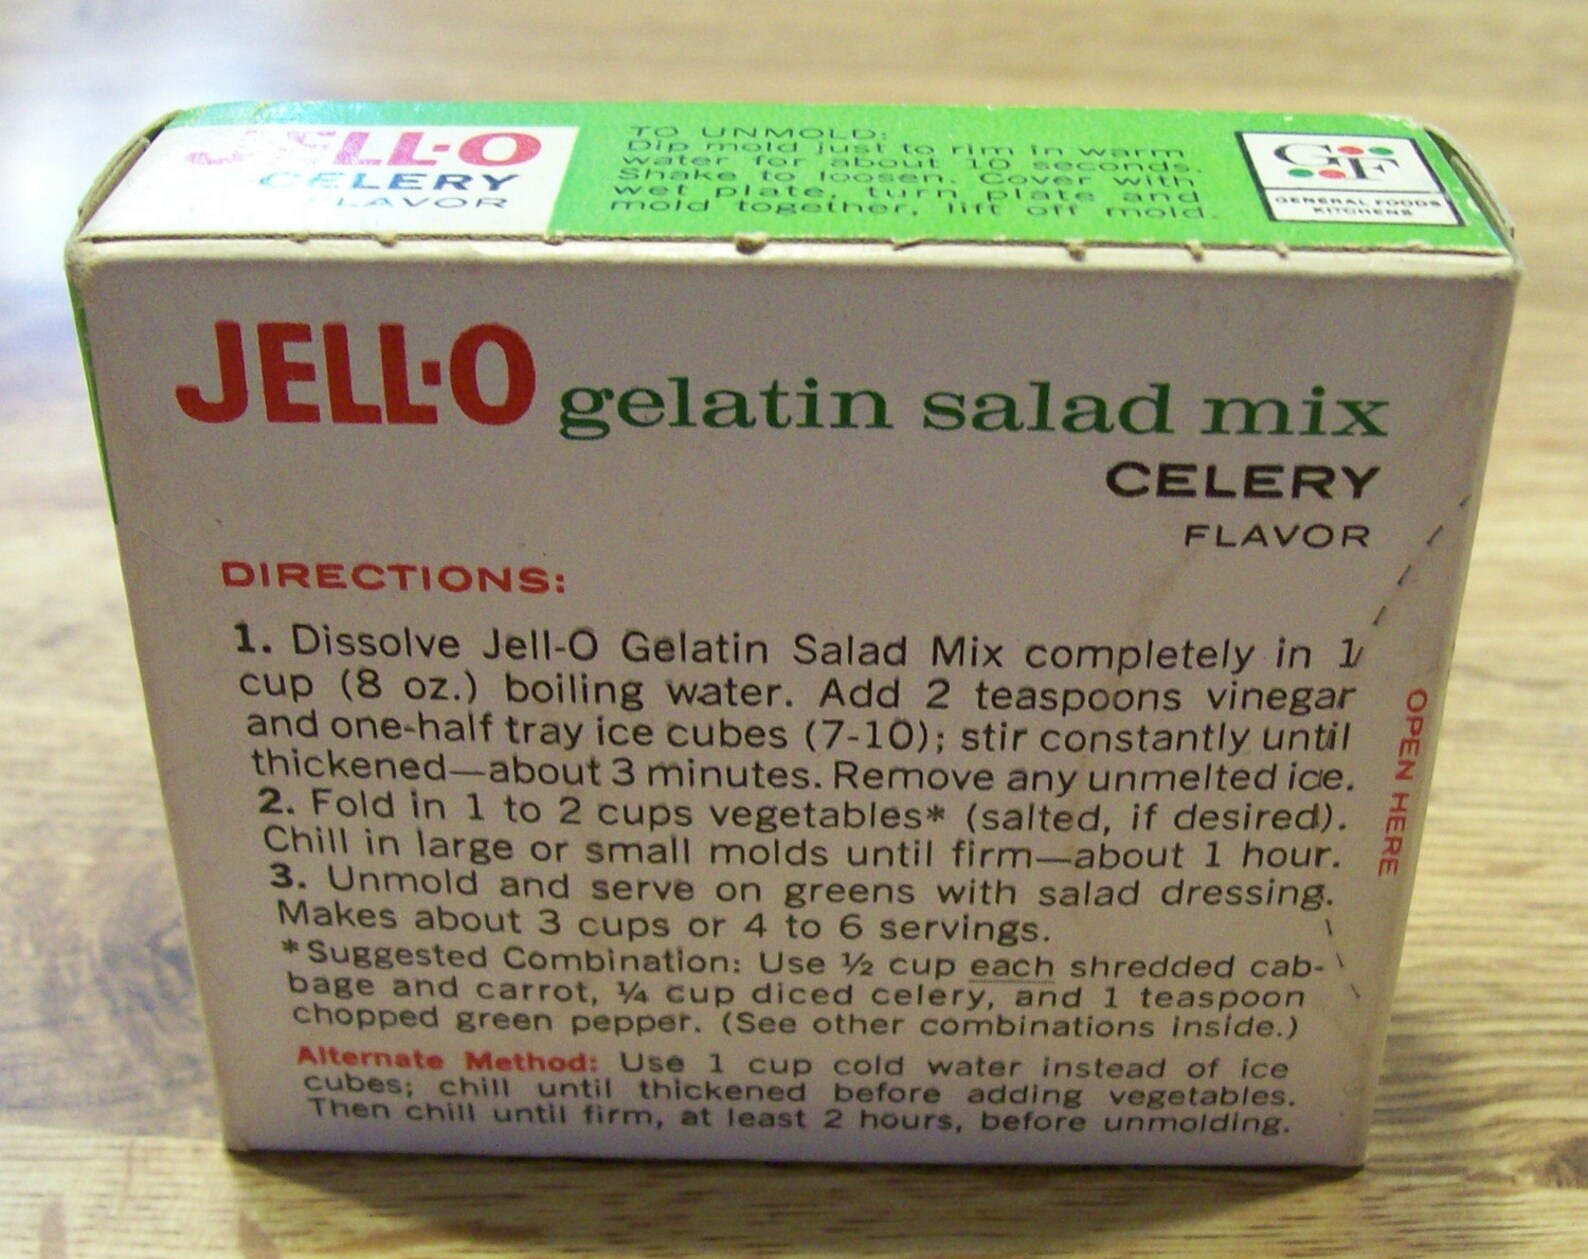 JELL-O
CELERY
FLAVOR
TO UNMOLD:
Dip mold just to rim in warm
water for about 10 seconds.
Shake to loosen. Cover with
wet plate, turn plate and
mold together, lift off mold.
GF
GENERAL FOODS
KITCHENS
JELL-O gelatin salad mix
CELERY
FLAVOR
DIRECTIONS:
1. Dissolve Jell-O Gelatin Salad Mix completely in 1
cup (8 oz.) boiling water. Add 2 teaspoons vinegar
and one-half tray ice cubes (7-10); stir constantly until
thickened—about 3 minutes. Remove any unmelted ice.
2. Fold in 1 to 2 cups vegetables* (salted, if desired).
Chill in large or small molds until firm—about 1 hour.
3. Unmold and serve on greens with salad dressing.
Makes about 3 cups or 4 to 6 servings.
*Suggested Combination: Use ½ cup each shredded cab-
bage and carrot, ¼ cup diced celery, and 1 teaspoon
chopped green pepper. (See other combinations inside.)
Alternate Method: Use 1 cup cold water instead of ice
cubes; chill until thickened before adding vegetables.
Then chill until firm, at least 2 hours, before unmolding.
OPEN HERE